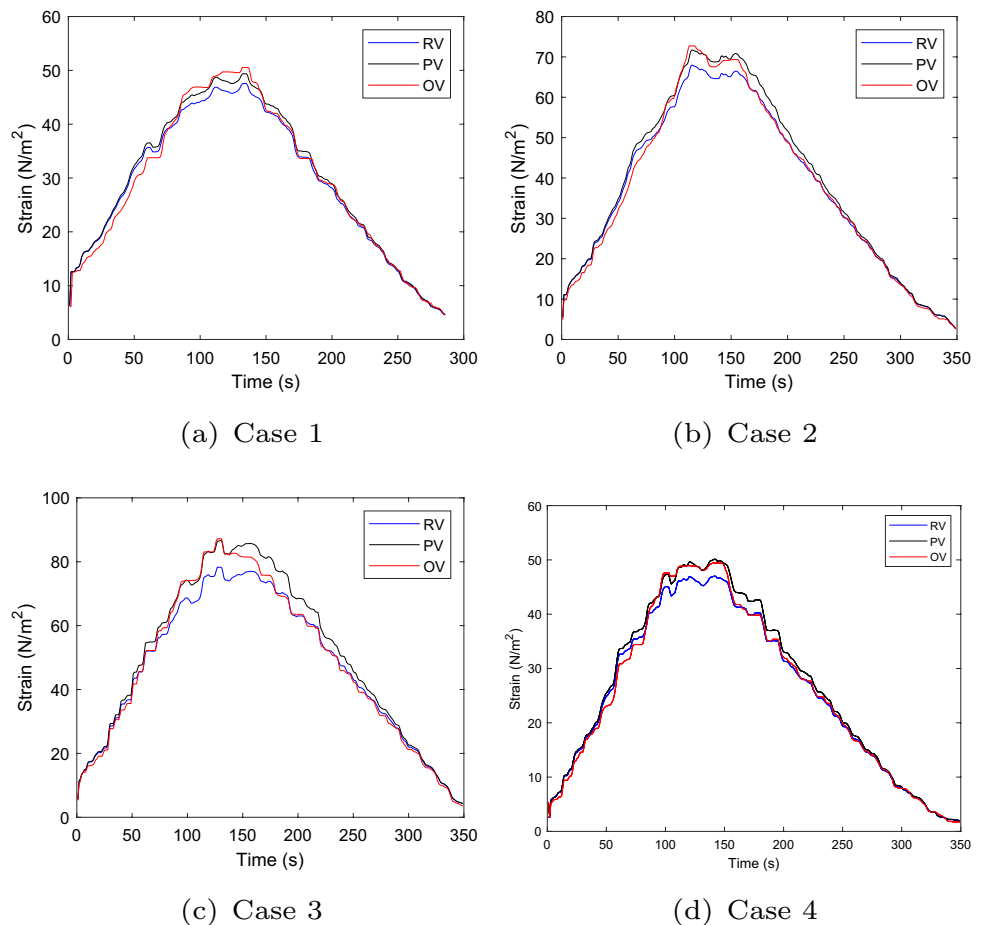 60
50
40
30
20
10
0
Strain (N/m²)
0 50 100 150 200 250 300
Time (s)
RV
PV
OV
(a) Case 1
80
70
60
50
40
30
20
10
0
Strain (N/m²)
0 50 100 150 200 250 300 350
Time (s)
RV
PV
OV
(b) Case 2
100
80
60
40
20
0
Strain (N/m²)
0 50 100 150 200 250 300 350
Time (s)
RV
PV
OV
(c) Case 3
60
50
40
30
20
10
0
Strain (N/m²)
0 50 100 150 200 250 300 350
Time (s)
RV
PV
OV
(d) Case 4